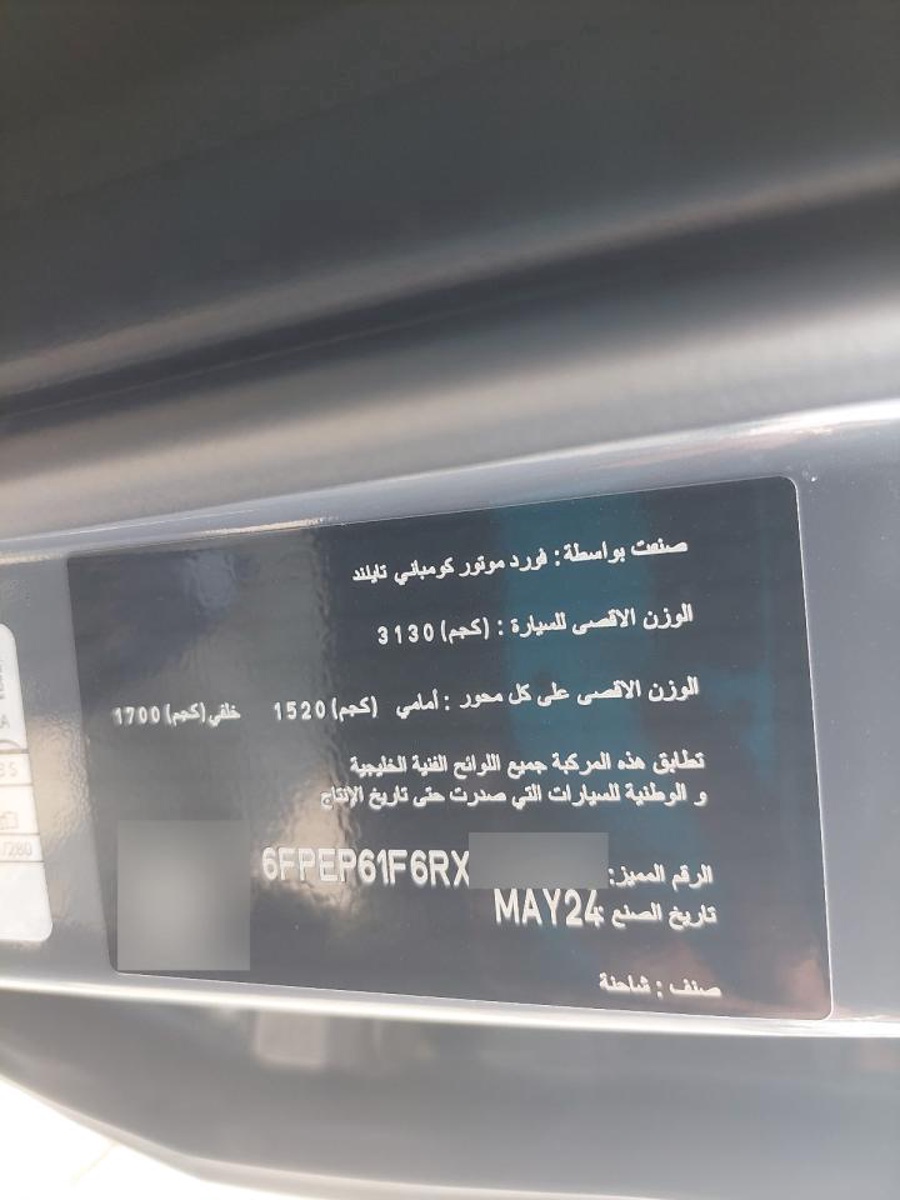 صنعت بواسطة : فورد موتور كومباني تايلند
الوزن الاقصى للسيارة : (كجم) 3130
الوزن الاقصى على كل محور : أمامي (كجم) 1520 خلفي (كجم) 1700
تطابق هذه المركبة جميع اللوائح الفنية الخليجية
و الوطنية للسيارات التي صدرت حتى تاريخ الإنتاج
الرقم المميز: 6FPEP61F6RX
تاريخ الصنع : MAY24
صنف : شاحنة
/280